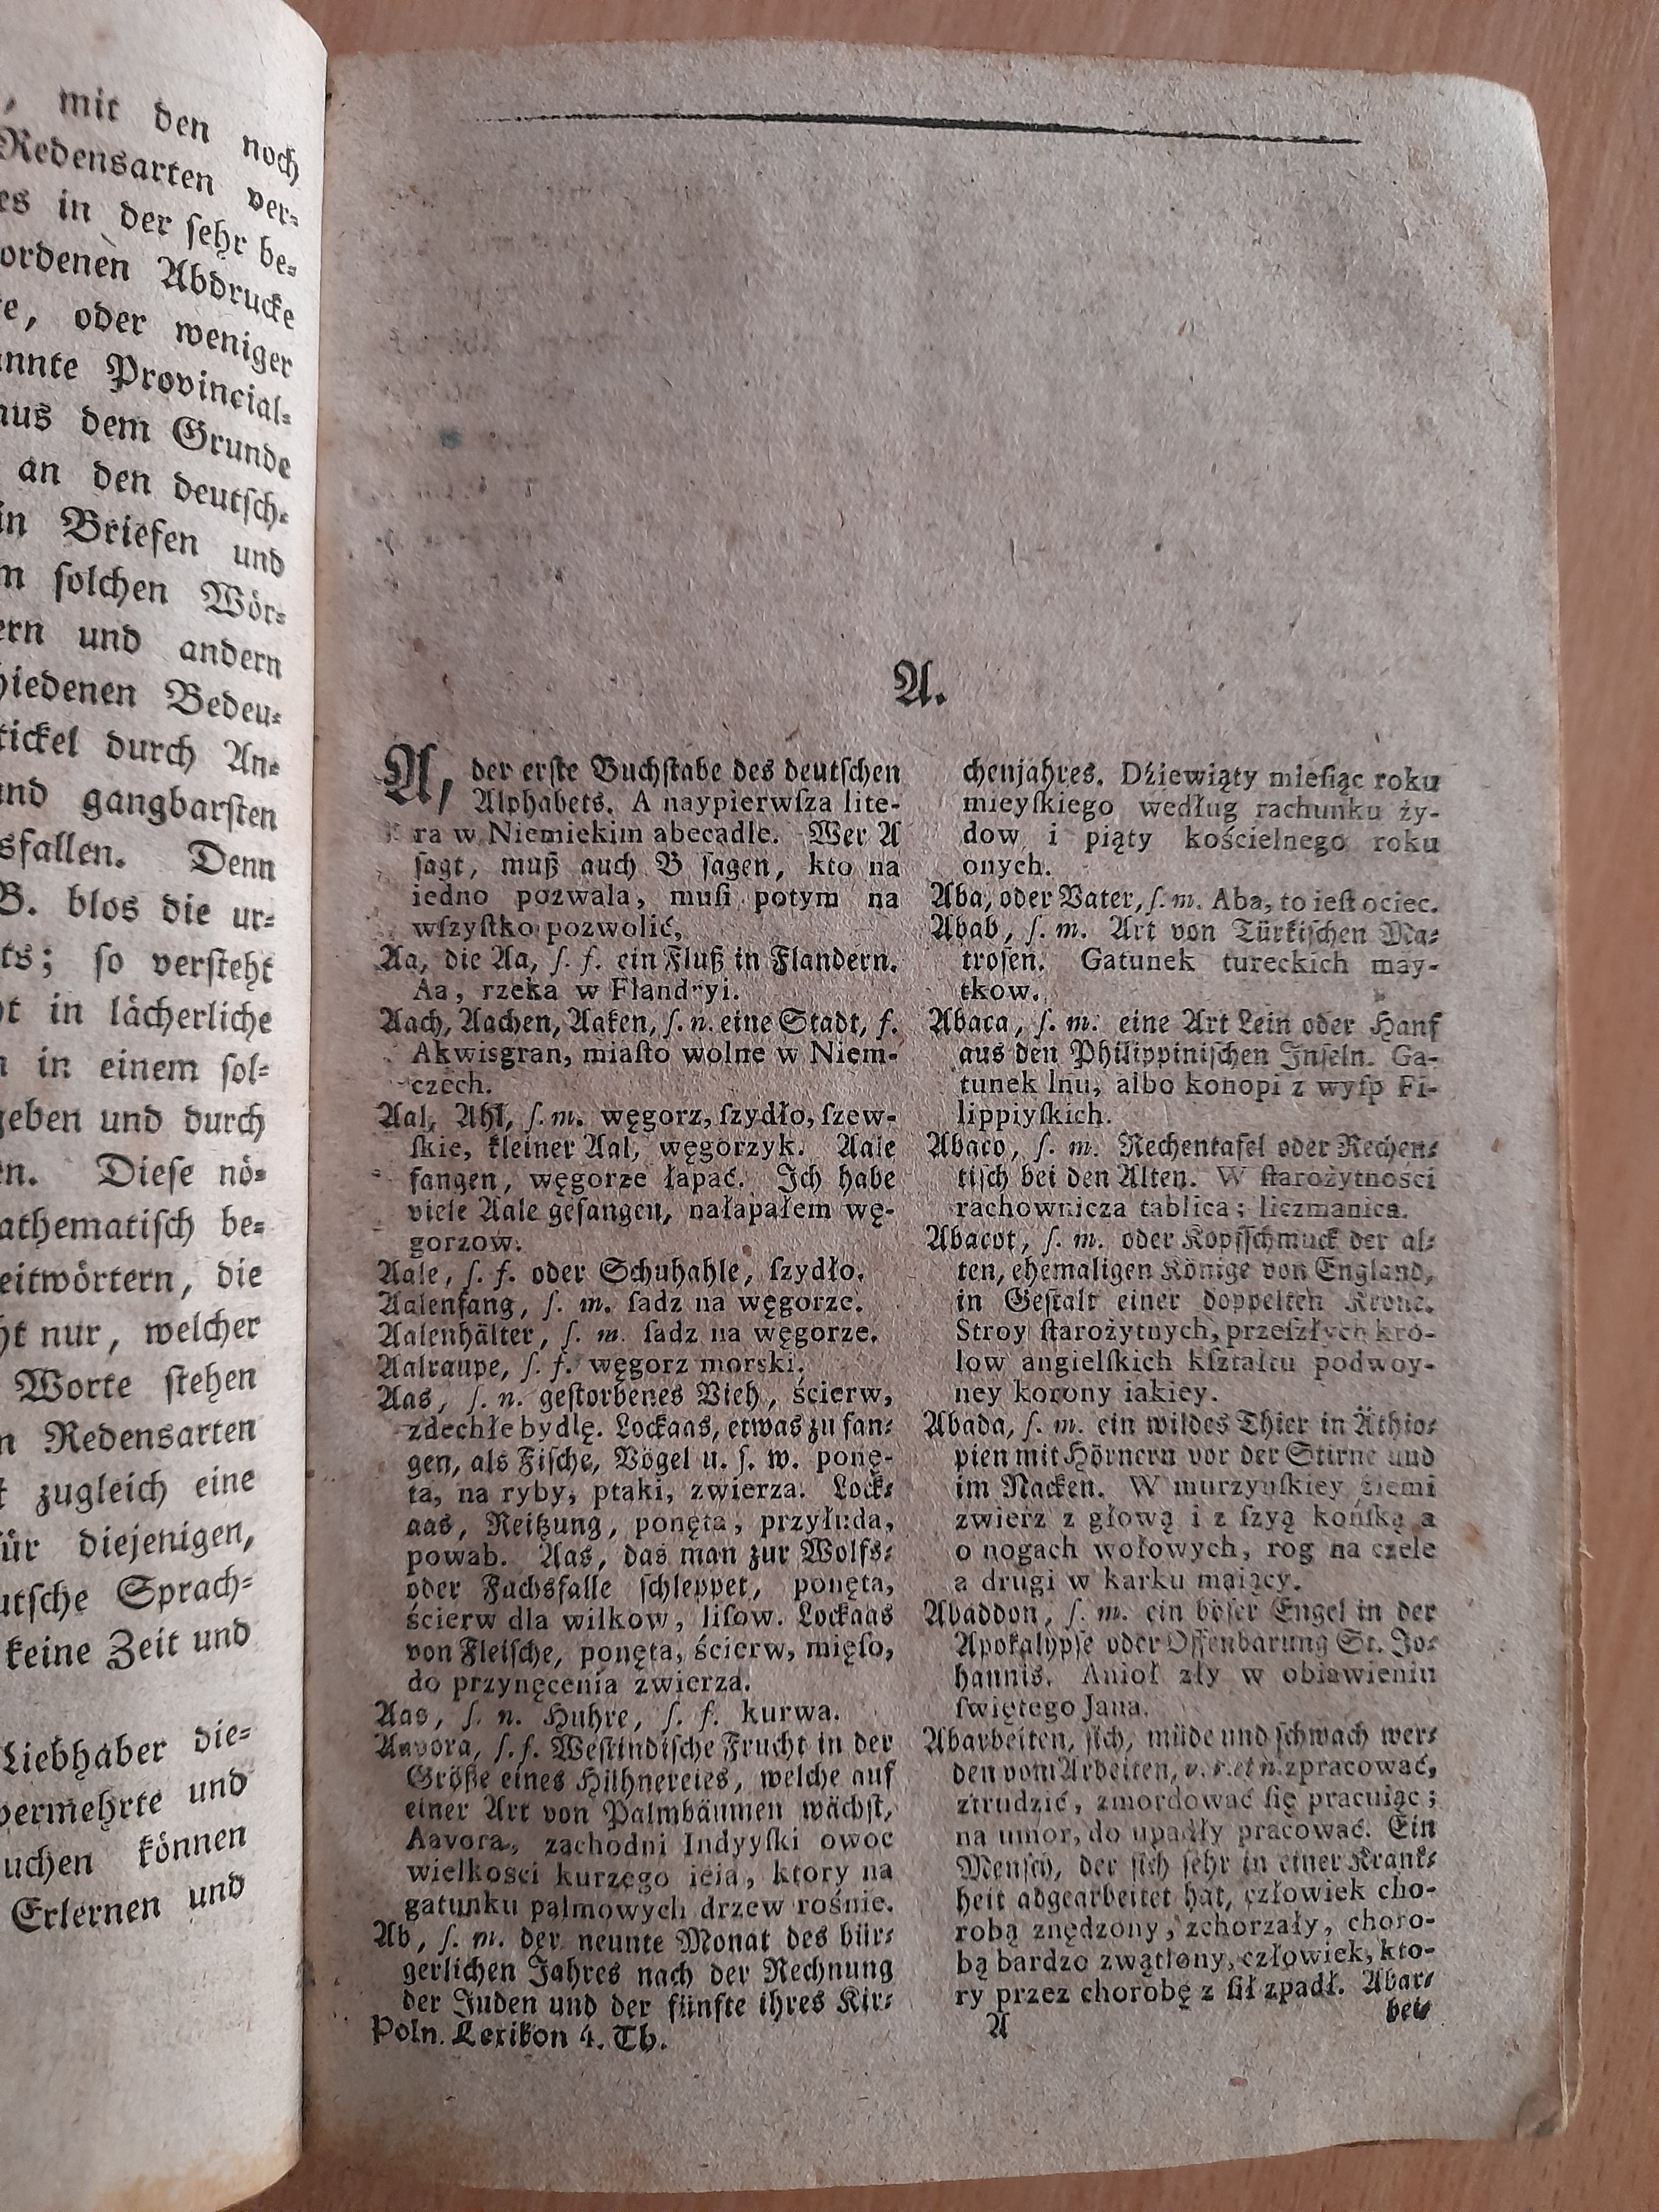 , mit den noch
Redensarten ver⸗
es in der ſehr be⸗
ordenen Abdrucke
e, oder weniger
annte Provincial⸗
aus dem Grunde
an den deutſch⸗
in Briefen und
m ſolchen Wör⸗
ern und andern
hiedenen Bedeu⸗
tickel durch An⸗
und gangbarſten
sfallen. Denn
B. blos die ur⸗
ts; ſo verſteht
ht in lächerliche
n in einem ſol⸗
geben und durch
en. Dieſe nö⸗
athematiſch be⸗
eitwörtern, die
ht nur, welcher
Worte ſtehen
n Redensarten
t zugleich eine
ür diejenigen,
utſche Sprach⸗
keine Zeit und
Liebhaber die⸗
vermehrte und
uchen können
Erlernen und
A.
A, der erſte Buchſtabe des deutſchen
Alphabets. A naypierwſza lite-
ra w Niemiekim abecadle. Wer A
ſagt, muß auch B ſagen, kto na
iedno pozwala, muſi potym na
wſzyſtko pozwolić,
Aa, die Aa, ſ. f. ein Fluß in Flandern.
Aa, rzeka w Flandryi.
Aach, Aachen, Aaken, ſ. n. eine Stadt, f.
Akwisgran, miaſto wolne w Niem-
czech.
Aal, Ahl, ſ. m. węgorz, ſzydło, ſzew-
ſkie, kleiner Aal, węgorzyk. Aale
fangen, węgorze łapać. Ich habe
viele Aale gefangen, nałapałem wę-
gorzow.
Aale, ſ. f. oder Schuhahle, ſzydło.
Aalenfang, ſ. m. ſadz na węgorze.
Aalenhälter, ſ. m. ſadz na węgorze.
Aalraupe, ſ. f. węgorz morski.
Aas, ſ. n. geſtorbenes Vieh, ścierw,
zdechłe bydlę. Lockaas, etwas zu fan⸗
gen, als Fiſche, Vögel u. ſ. w. ponę-
ta, na ryby, ptaki, zwierza. Lock⸗
aas, Reitzung, ponęta, przyłuda,
powab. Aas, das man zur Wolfs⸗
oder Fuchsfalle ſchleppet, ponęta,
ścierw dla wilkow, liſow. Lockaas
von Fleiſche, ponęta, ścierw, mięſo,
do przynęcenia zwierza.
Aas, ſ. n. Huhre, ſ. f. kurwa.
Aavora, ſ. f. Weſtindiſche Frucht in der
Größe eines Hühnereies, welche auf
einer Art von Palmbäumen wächſt,
Aavora, zachodni Indyyſki owoc
wielkosci kurzego ieia, ktory na
gatunku palmowych drzew rośnie.
Ab, ſ. m. der neunte Monat des bür⸗
gerlichen Jahres nach der Rechnung
der Juden und der fünfte ihres Kir⸗
Poln. Lexikon 4. Th.
chenjahres. Dźiewiąty mieſiąc roku
mieyſkiego według rachunku ży-
dow i piąty kościelnego roku
onych.
Aba, oder Vater, ſ. m. Aba, to ieſt ociec.
Abab, ſ. m. Art von Türkiſchen Ma⸗
troſen. Gatunek tureckich may-
tkow.
Abaca, ſ. m. eine Art Lein oder Hanf
aus den Philippiniſchen Inſeln. Ga-
tunek lnu, albo konopi z wyſp Fi-
lippiyſkich.
Abaco, ſ. m. Rechentafel oder Rechen⸗
tiſch bei den Alten. W ſtarożytności
rachownicza tablica; liczmanica.
Abacot, ſ. m. oder Kopfſchmuck der al⸗
ten, ehemaligen Könige von England,
in Geſtalt einer doppelten Krone.
Stroy ſtarożytnych, przeſzłych kró-
low angielſkich kſztałtu podwoy-
ney korony iakiey.
Abada, ſ. m. ein wildes Thier in Äthio⸗
pien mit Hörnern vor der Stirne und
im Nacken. W murzyńſkiey ziemi
zwierz z głową i z ſzyą końſką a
o nogach wołowych, rog na czele
a drugi w karku maiący.
Abaddon, ſ. m. ein böſer Engel in der
Apokalypſe oder Offenbarung St. Jo⸗
hannis. Anioł zły w obiawieniu
ſwiętego Jana.
Abarbeiten, ſich, müde und ſchwach wer⸗
den vom Arbeiten, v. r. et n. zpracować,
ztrudzić, zmordować ſię pracuiąc;
na umor, do upadły pracować. Ein
Menſch, der ſich ſehr in einer Krank⸗
heit abgearbeitet hat, człowiek cho-
robą znędzony, zchorzały, choro-
bą bardzo zwątlony, człowiek, kto-
ry przez chorobę z ſił zpadł. Abar⸗
A
bei⸗